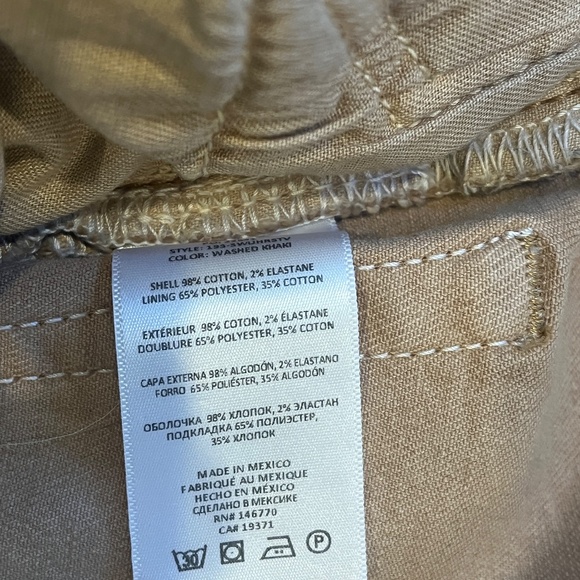 COLOR: WASHED KHAKI
SHELL 98% COTTON, 2% ELASTANE
LINING 65% POLYESTER, 35% COTTON
EXTÉRIEUR 98% COTON, 2% ÉLASTANE
DOUBLURE 65% POLYESTER, 35% COTON
CAPA EXTERNA 98% ALGODÓN, 2% ELASTANO
FORRO 65% POLIÉSTER, 35% ALGODÓN
ОБОЛОЧКА 98% ХЛОПОК, 2% ЭЛАСТАН
ПОДКЛАДКА 65% ПОЛИЭСТИР,
35% ХЛОПОК
MADE IN MEXICO
FABRIQUÉ AU MEXIQUE
HECHO EN MÉXICO
СДЕЛАНО В МЕКСИКЕ
RN# 146770
CA# 19371
30 P